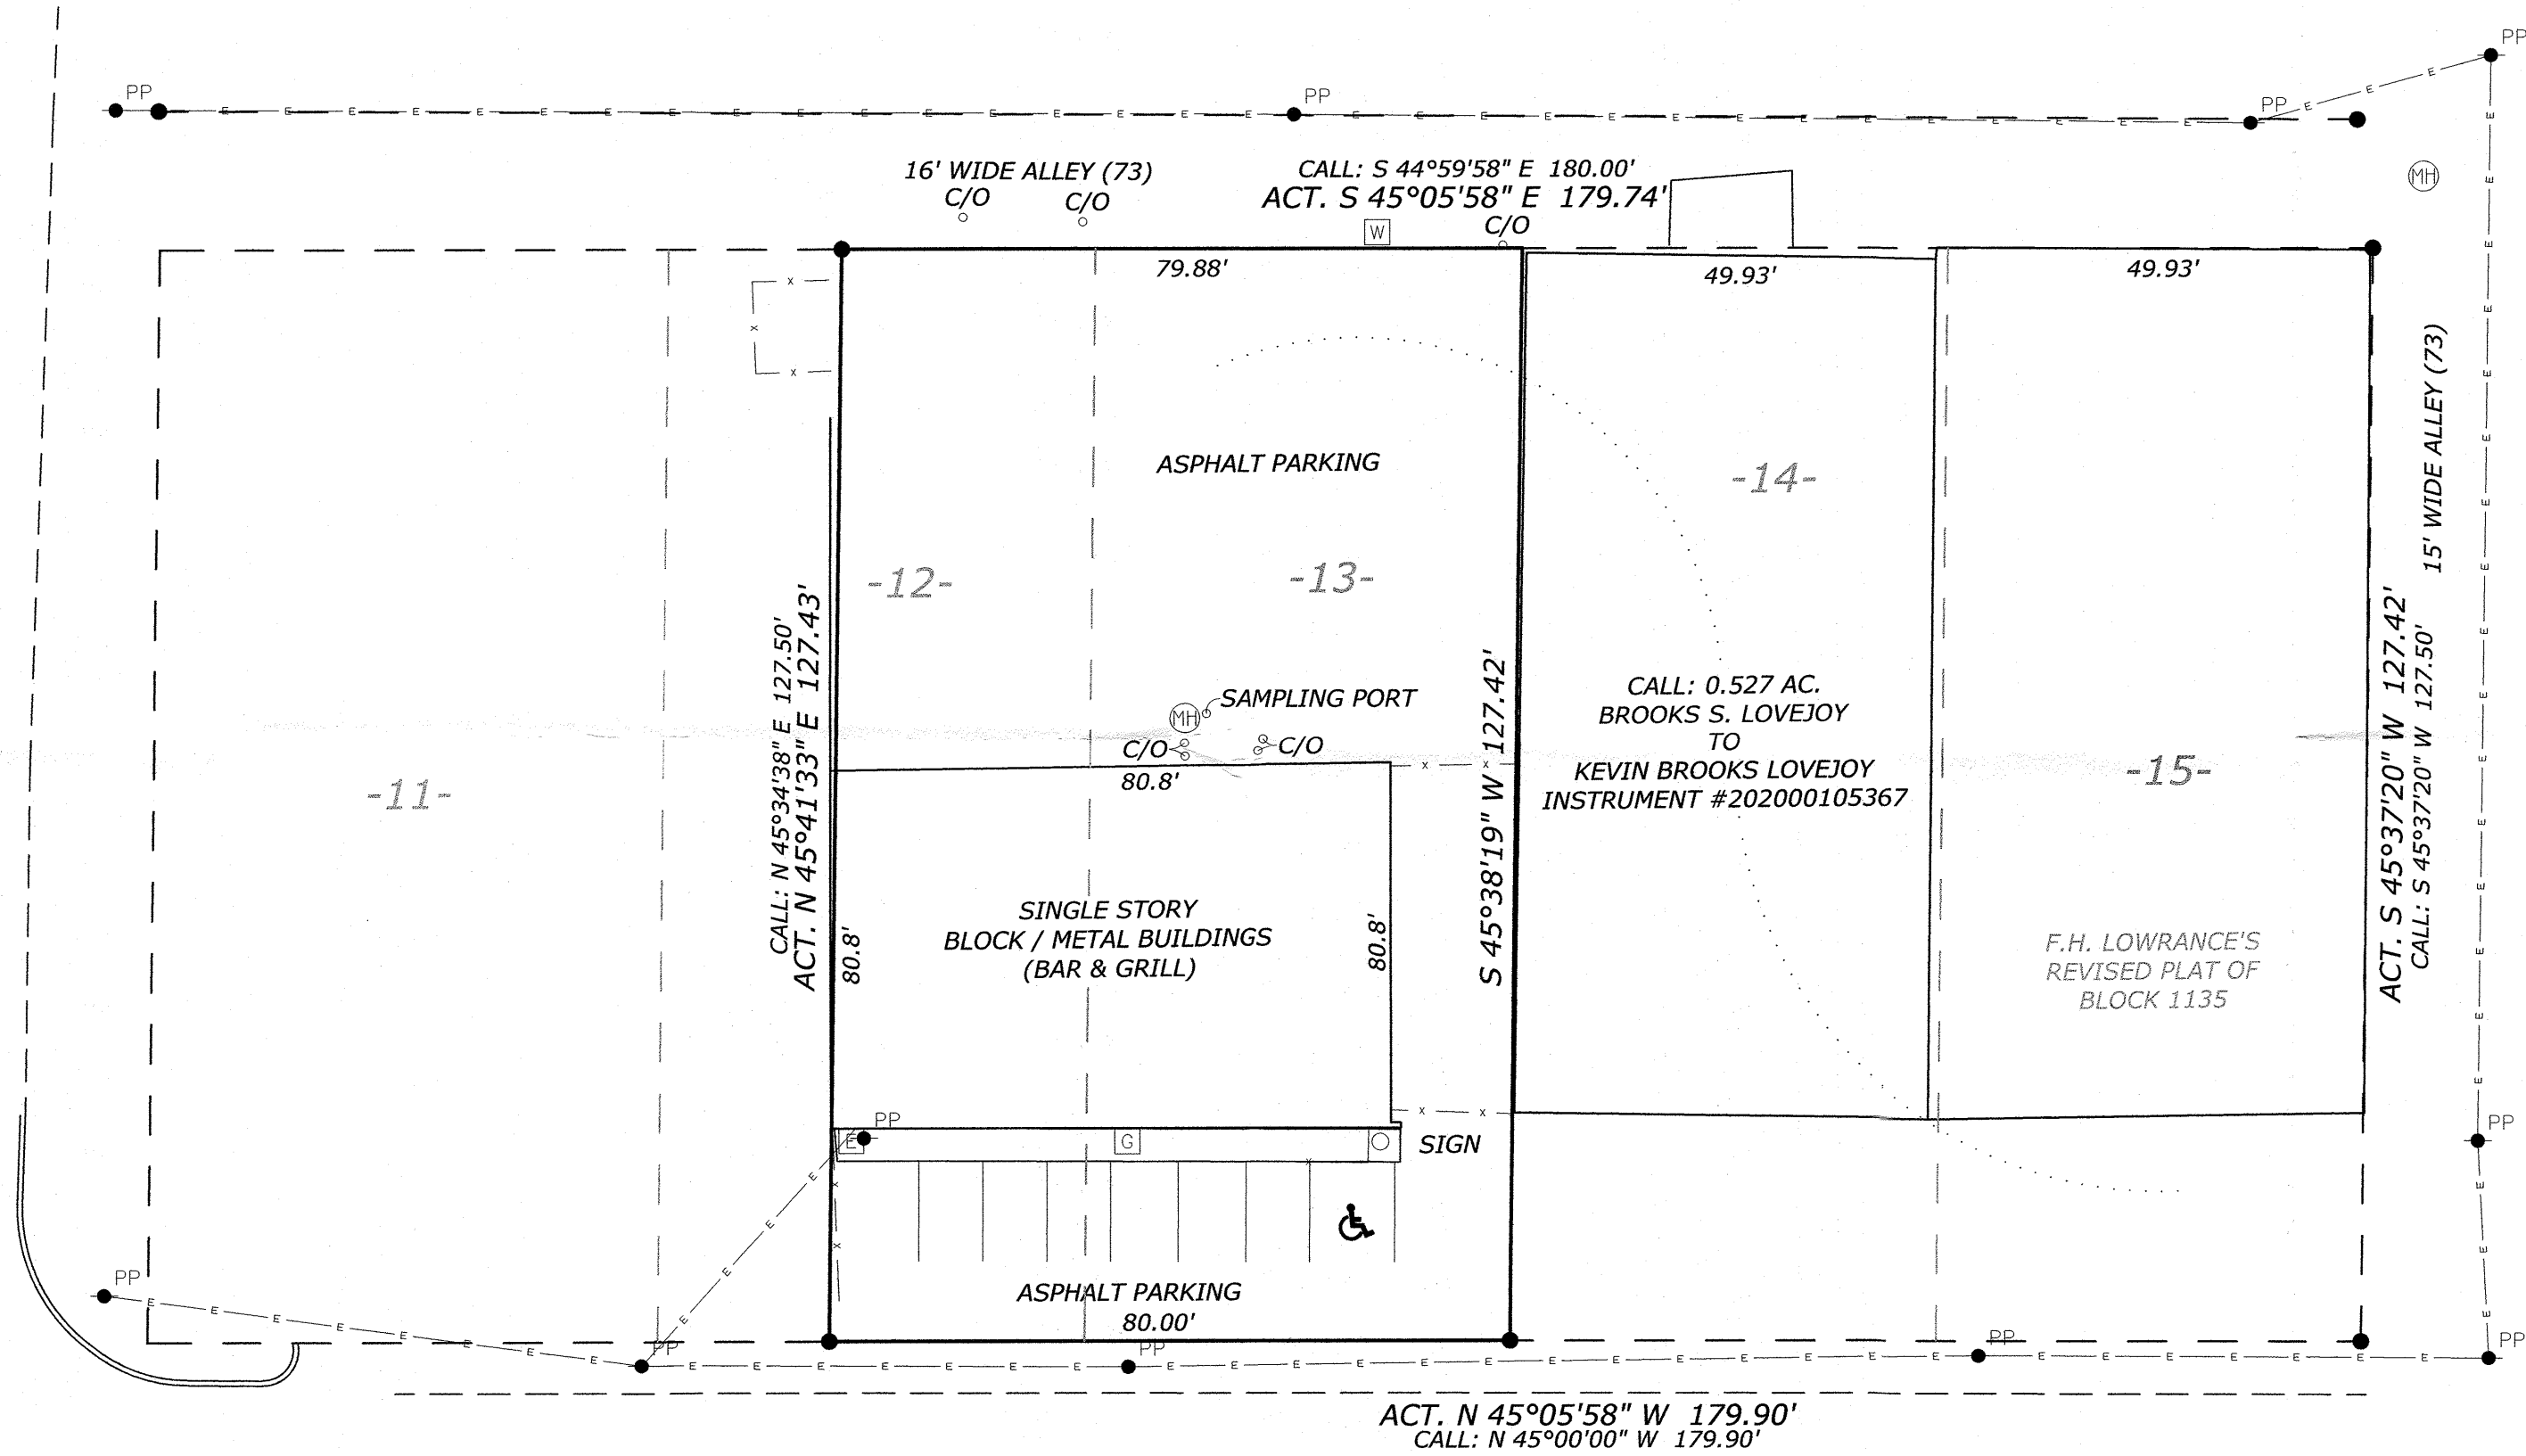 PP
PP
PP
PP
16' WIDE ALLEY (73)
C/O
C/O
CALL: S 44°59'58" E 180.00'
ACT. S 45°05'58" E 179.74'
C/O
W
MH
79.88'
49.93'
49.93'
15' WIDE ALLEY (73)
ASPHALT PARKING
-14-
-12-
-13-
CALL: N 45°34'38" E 127.50'
ACT. N 45°41'33" E 127.43'
MH
SAMPLING PORT
C/O
C/O
80.8'
S 45°38'19" W 127.42'
CALL: 0.527 AC.
BROOKS S. LOVEJOY
TO
KEVIN BROOKS LOVEJOY
INSTRUMENT #202000105367
-15-
-11-
ACT. S 45°37'20" W 127.42'
CALL: S 45°37'20" W 127.50'
SINGLE STORY
BLOCK / METAL BUILDINGS
(BAR & GRILL)
80.8'
80.8'
F.H. LOWRANCE'S
REVISED PLAT OF
BLOCK 1135
PP
E
G
SIGN
PP
PP
ASPHALT PARKING
80.00'
PP
PP
PP
PP
ACT. N 45°05'58" W 179.90'
CALL: N 45°00'00" W 179.90'